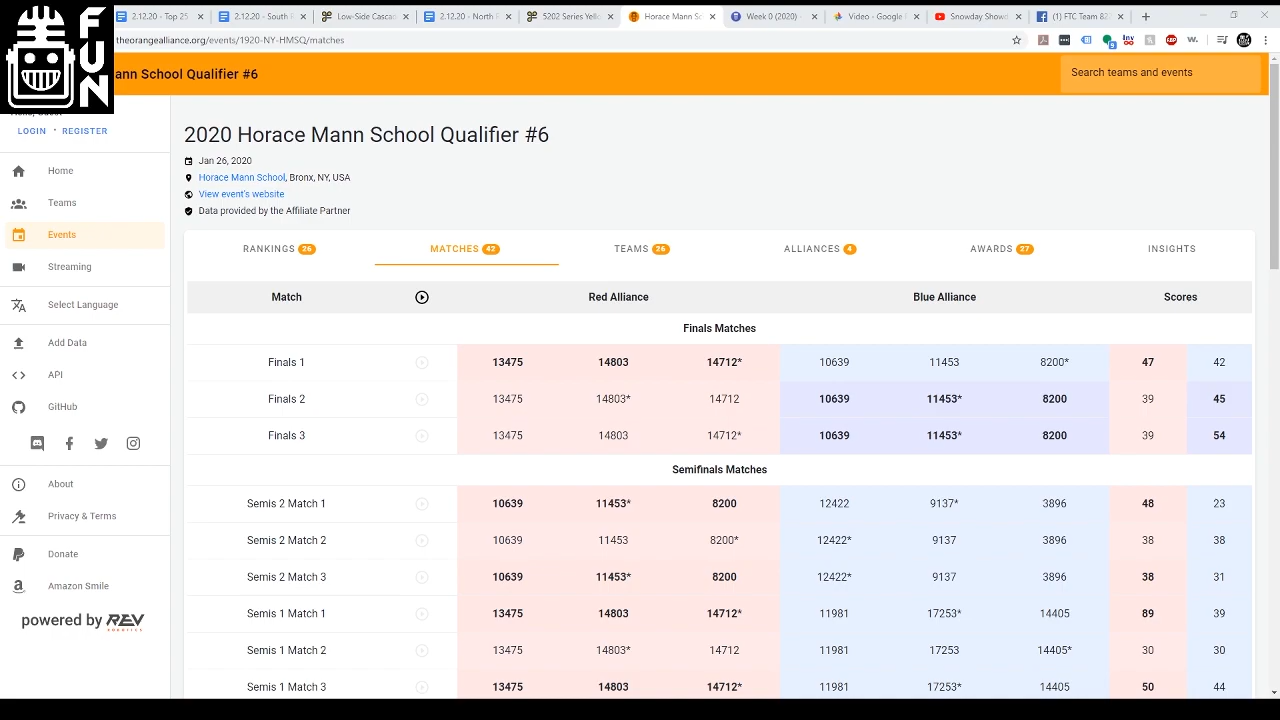 FUN
2.12.20 - Top 25
2.12.20 - South R
Low-Side Cascad
2.12.20 - North R
5202 Series Yello
Horace Mann Sc
Week 0 (2020) -
Video - Google D
Snowday Showd
(1) FTC Team 827
theorangealliance.org/events/1920-NY-HMSQ/matches
ann School Qualifier #6
Search teams and events
LOGIN · REGISTER
Home
Teams
Events
Streaming
Select Language
Add Data
API
GitHub
About
Privacy & Terms
Donate
Amazon Smile
powered by REV ROBOTICS
2020 Horace Mann School Qualifier #6
Jan 26, 2020
Horace Mann School, Bronx, NY, USA
View event's website
Data provided by the Affiliate Partner
RANKINGS 26 MATCHES 42 TEAMS 26 ALLIANCES 4 AWARDS 27 INSIGHTS
Match Red Alliance Blue Alliance Scores
Finals Matches
Finals 1 13475 14803 14712* 10639 11453 8200* 47 42
Finals 2 13475 14803* 14712 10639 11453* 8200 39 45
Finals 3 13475 14803 14712* 10639 11453* 8200 39 54
Semifinals Matches
Semis 2 Match 1 10639 11453* 8200 12422 9137* 3896 48 23
Semis 2 Match 2 10639 11453 8200* 12422* 9137 3896 38 38
Semis 2 Match 3 10639 11453* 8200 12422* 9137 3896 38 31
Semis 1 Match 1 13475 14803 14712* 11981 17253* 14405 89 39
Semis 1 Match 2 13475 14803* 14712 11981 17253 14405* 30 30
Semis 1 Match 3 13475 14803 14712* 11981 17253* 14405 50 44